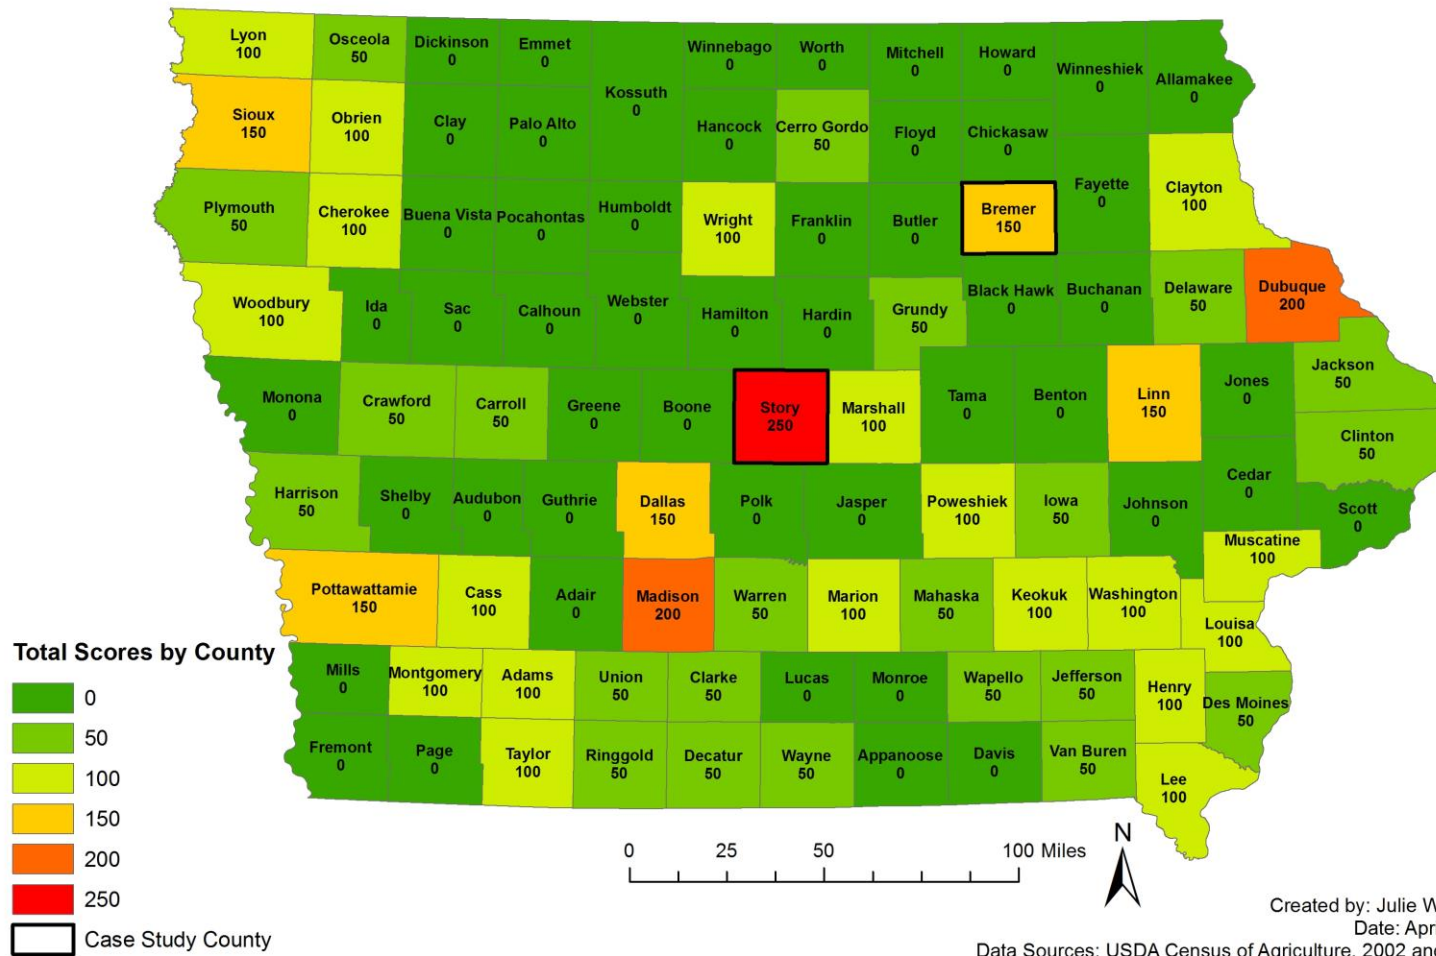 Lyon
100
Osceola
50
Dickinson
0
Emmet
0
Kossuth
0
Winnebago
0
Worth
0
Mitchell
0
Howard
0
Winneshiek
0
Allamakee
0
Sioux
150
Obrien
100
Clay
0
Palo Alto
0
Hancock
0
Cerro Gordo
50
Floyd
0
Chickasaw
0
Plymouth
50
Cherokee
100
Buena Vista
0
Pocahontas
0
Humboldt
0
Wright
100
Franklin
0
Butler
0
Bremer
150
Fayette
0
Clayton
100
Woodbury
100
Ida
0
Sac
0
Calhoun
0
Webster
0
Hamilton
0
Hardin
0
Grundy
50
Black Hawk
0
Buchanan
0
Delaware
50
Dubuque
200
Monona
0
Crawford
50
Carroll
50
Greene
0
Boone
0
Story
250
Marshall
100
Tama
0
Benton
0
Linn
150
Jones
0
Jackson
50
Clinton
50
Harrison
50
Shelby
0
Audubon
0
Guthrie
0
Dallas
150
Polk
0
Jasper
0
Poweshiek
100
Iowa
50
Johnson
0
Cedar
0
Scott
0
Muscatine
100
Pottawattamie
150
Cass
100
Adair
0
Madison
200
Warren
50
Marion
100
Mahaska
50
Keokuk
100
Washington
100
Louisa
100
Mills
0
Montgomery
100
Adams
100
Union
50
Clarke
50
Lucas
0
Monroe
0
Wapello
50
Jefferson
50
Henry
100
Des Moines
50
Fremont
0
Page
0
Taylor
100
Ringgold
50
Decatur
50
Wayne
50
Appanoose
0
Davis
0
Van Buren
50
Lee
100
Total Scores by County
0
50
100
150
200
250
Case Study County
0 25 50 100 Miles
N
Created by: Julie W
Date: Apri
Data Sources: USDA Census of Agriculture, 2002 and